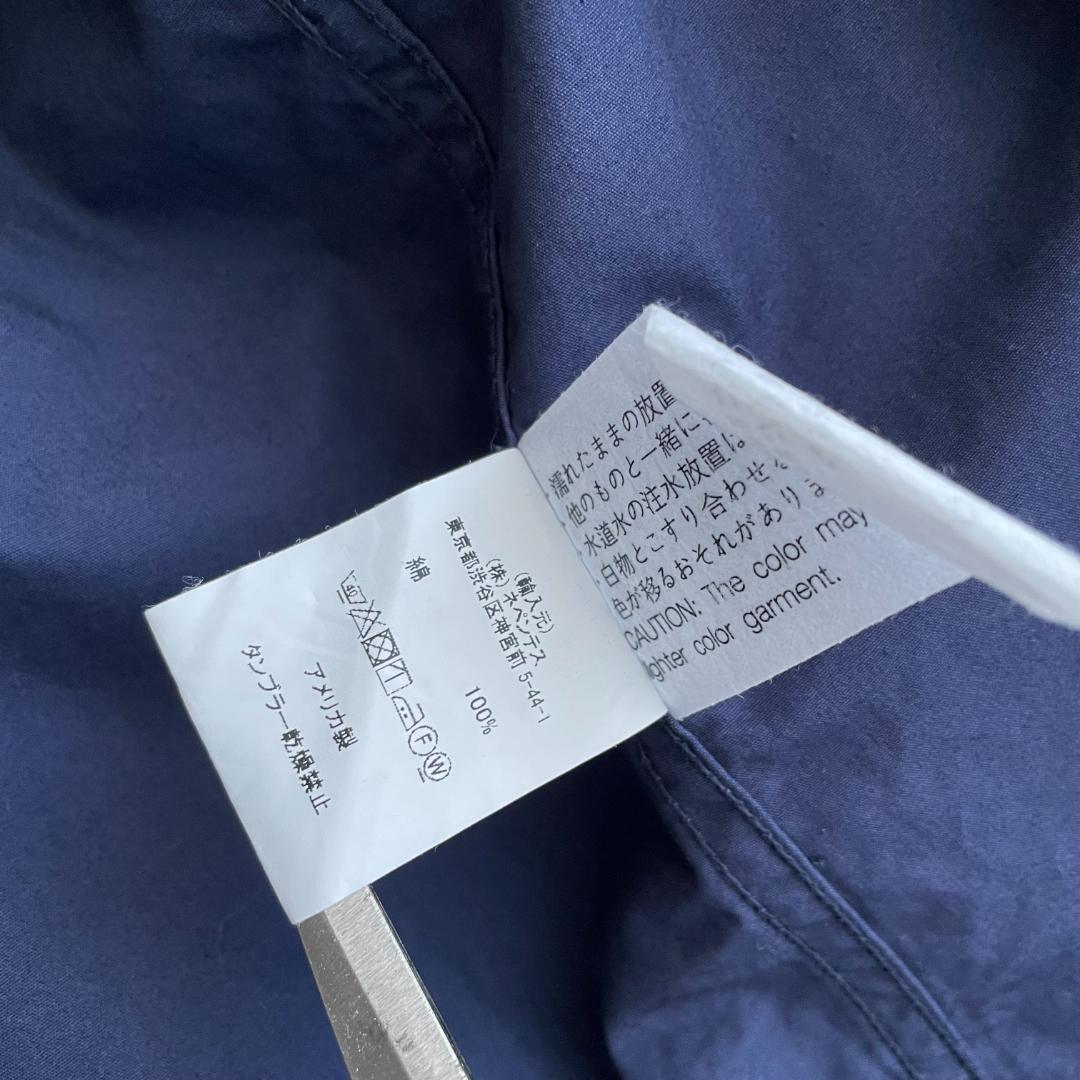 (輸入元)
(株)ネペンテス
東京都渋谷区神宮前 5-44-1
綿 100%
40
F W
アメリカ製
タンブラー乾燥禁止
・濡れたままの放置
・他のものと一緒に
・水道水の注水放置は
・白物とこすり合わせ
色が移るおそれがあり
CAUTION: The color may
lighter color garment.